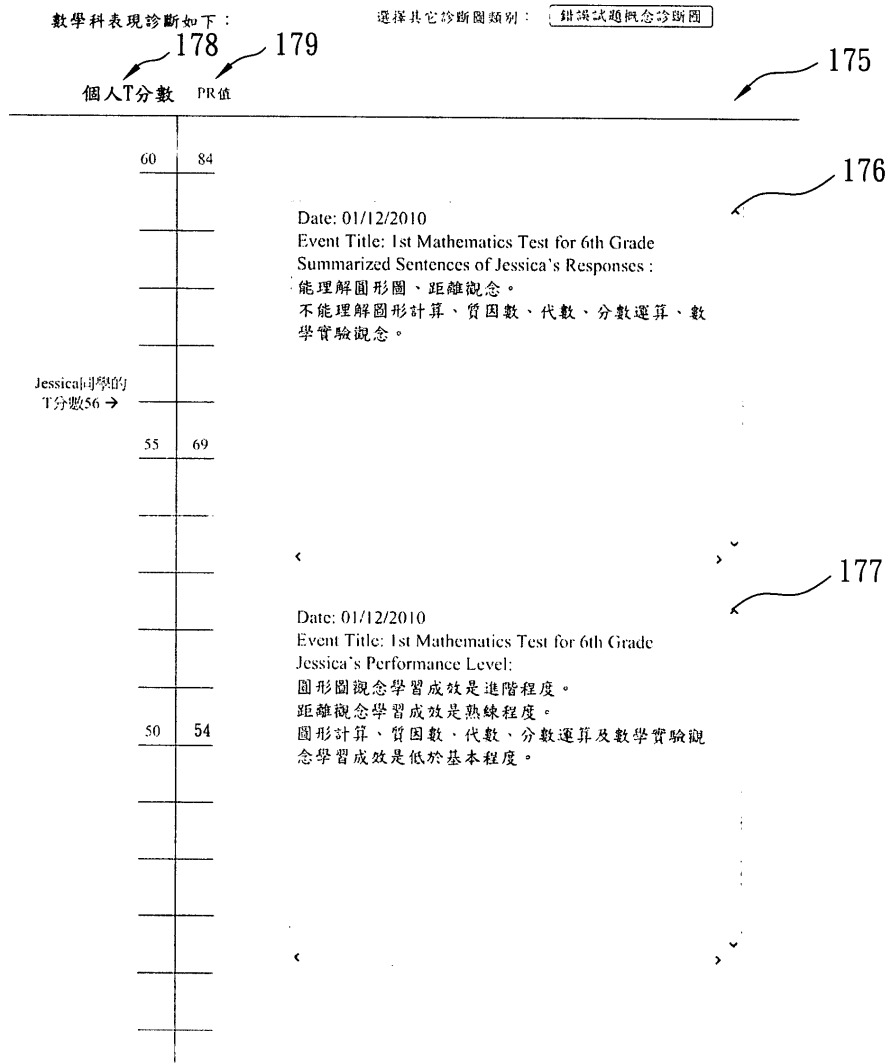 數學科表現診斷如下：
選擇其它診斷圖類別： 錯誤試題概念診斷圖
178
179
175
個人T分數 PR值
60 84
176
Date: 01/12/2010
Event Title: 1st Mathematics Test for 6th Grade
Summarized Sentences of Jessica's Responses :
能理解圓形圖、距離觀念。
不能理解圖形計算、質因數、代數、分數運算、數
學實驗觀念。
Jessica同學的
T分數56 →
55 69
177
Date: 01/12/2010
Event Title: 1st Mathematics Test for 6th Grade
Jessica's Performance Level:
圓形圖觀念學習成效是進階程度。
距離觀念學習成效是熟練程度。
圖形計算、質因數、代數、分數運算及數學實驗觀
念學習成效是低於基本程度。
50 54